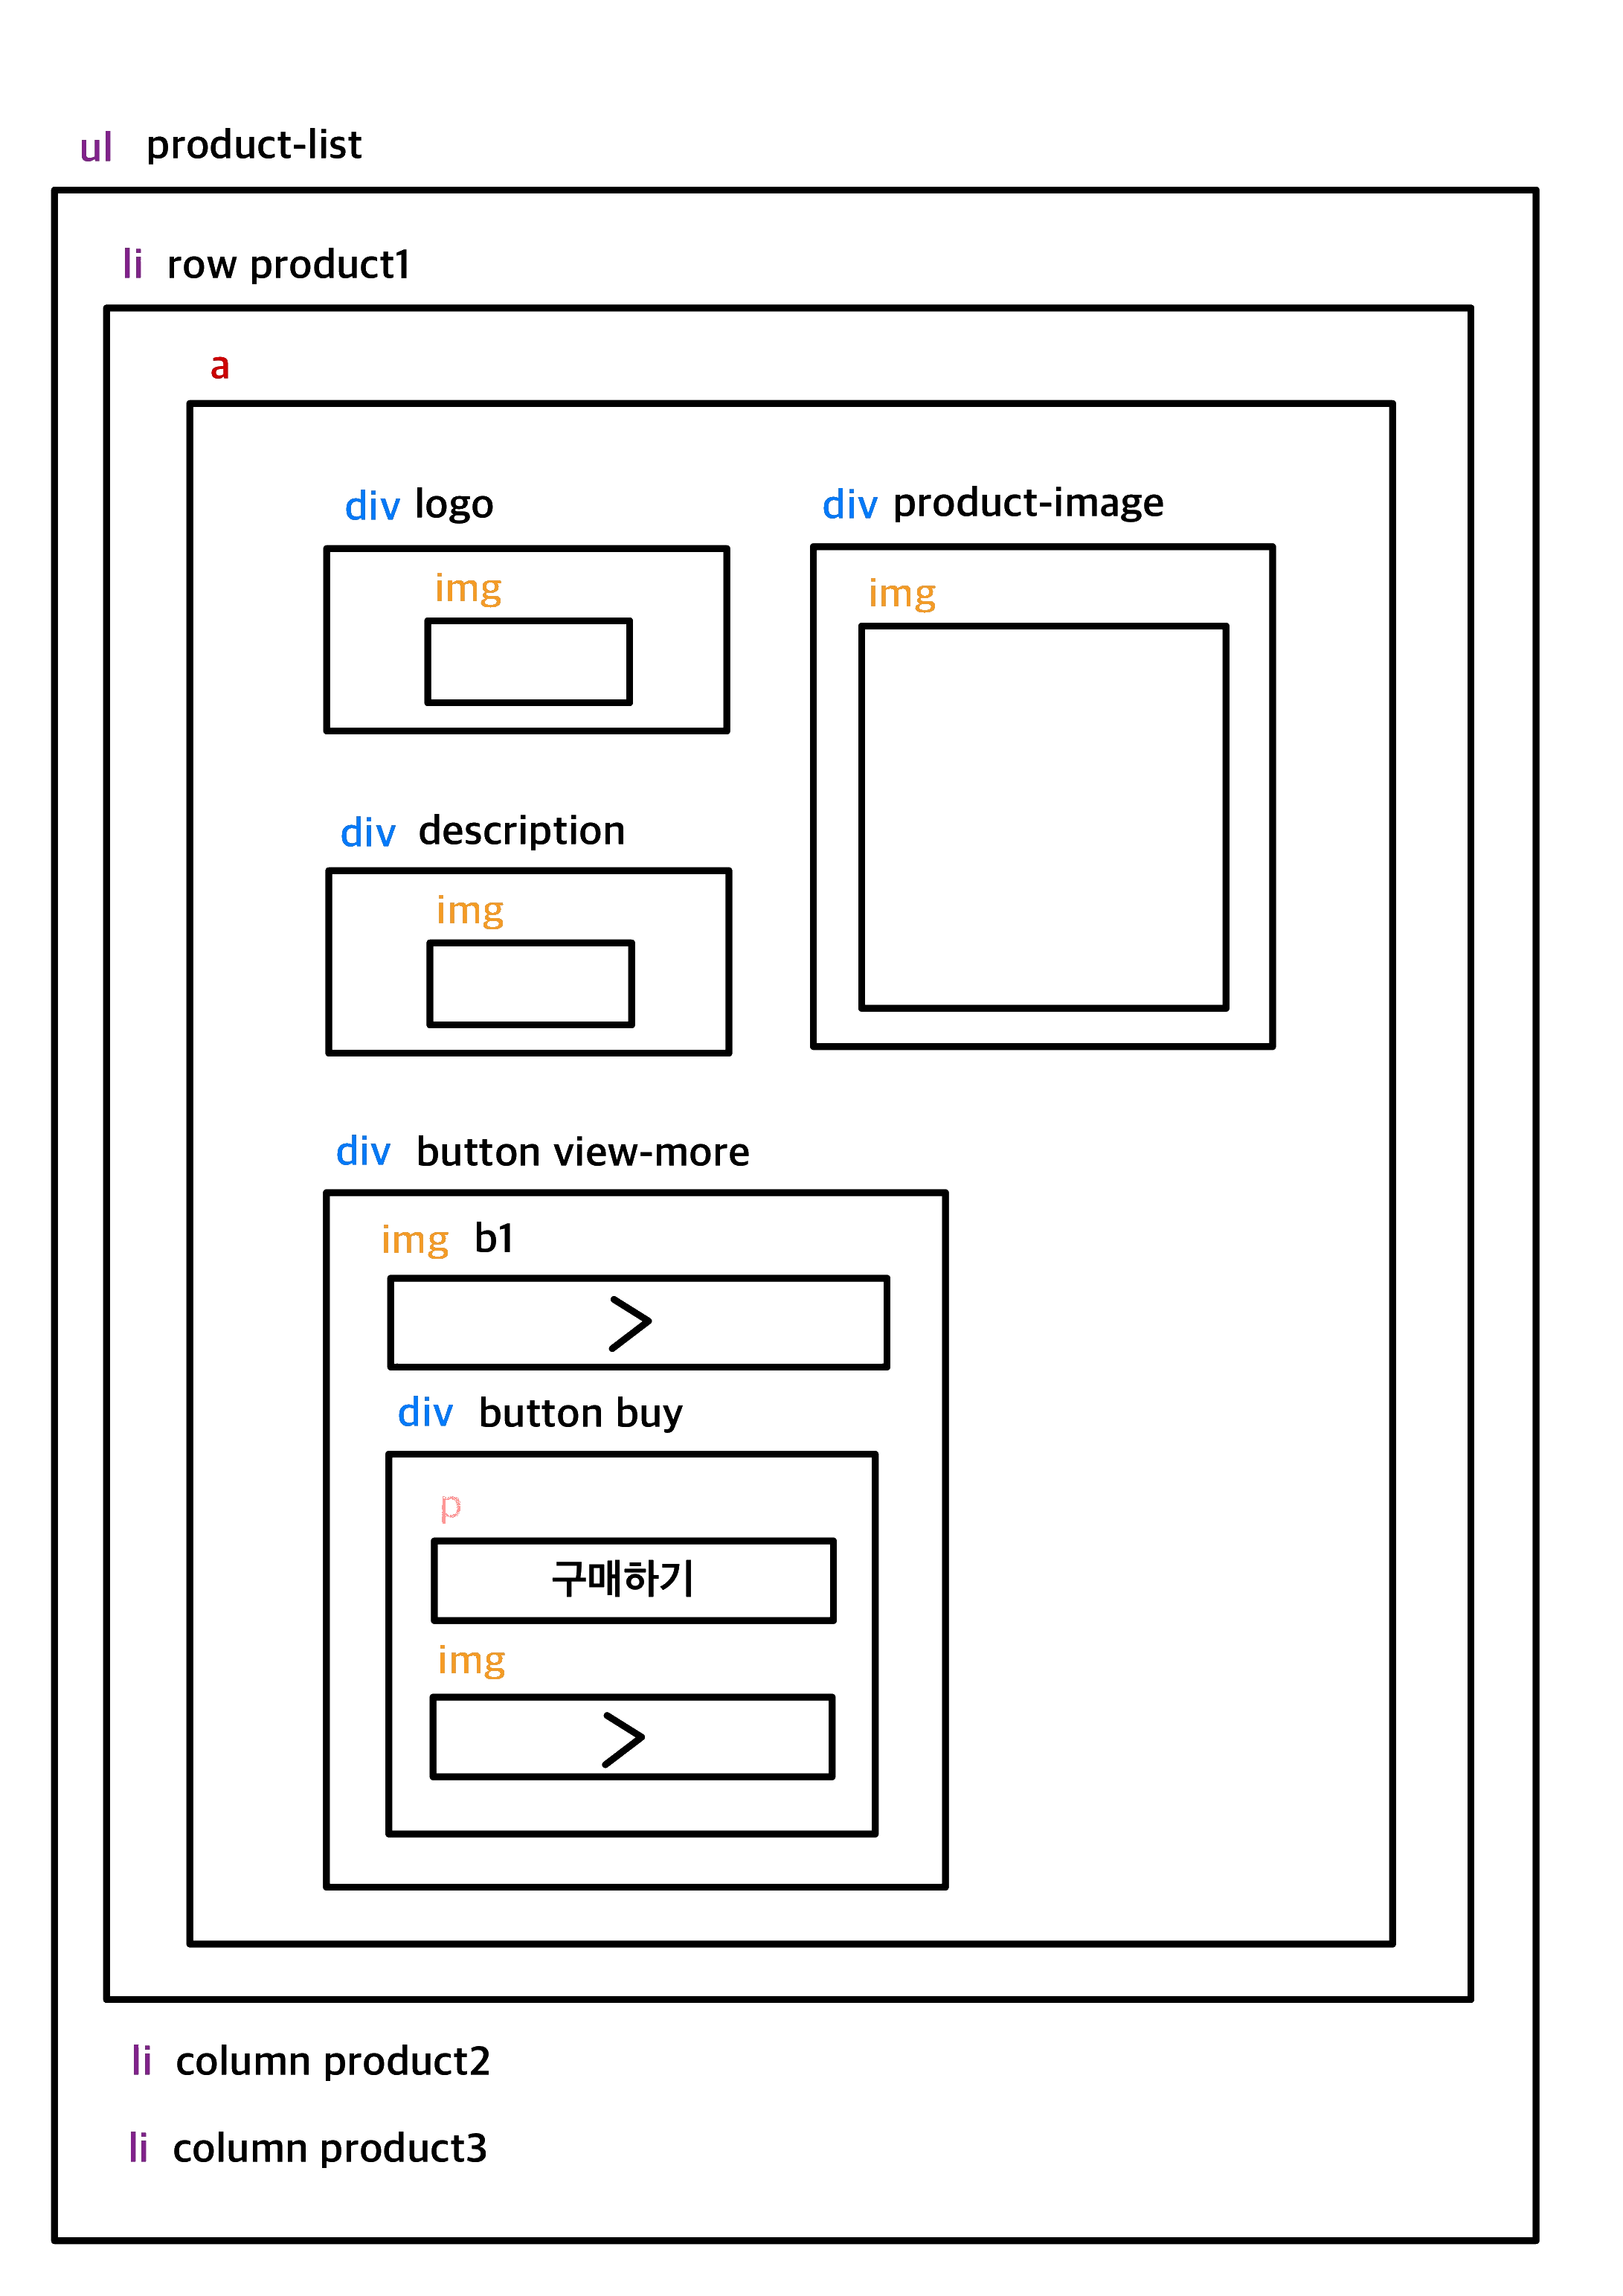 ul product-list
li row product1
a
div logo
img
div product-image
img
div description
img
div button view-more
img b1
>
div button buy
p
구매하기
img
>
li column product2
li column product3